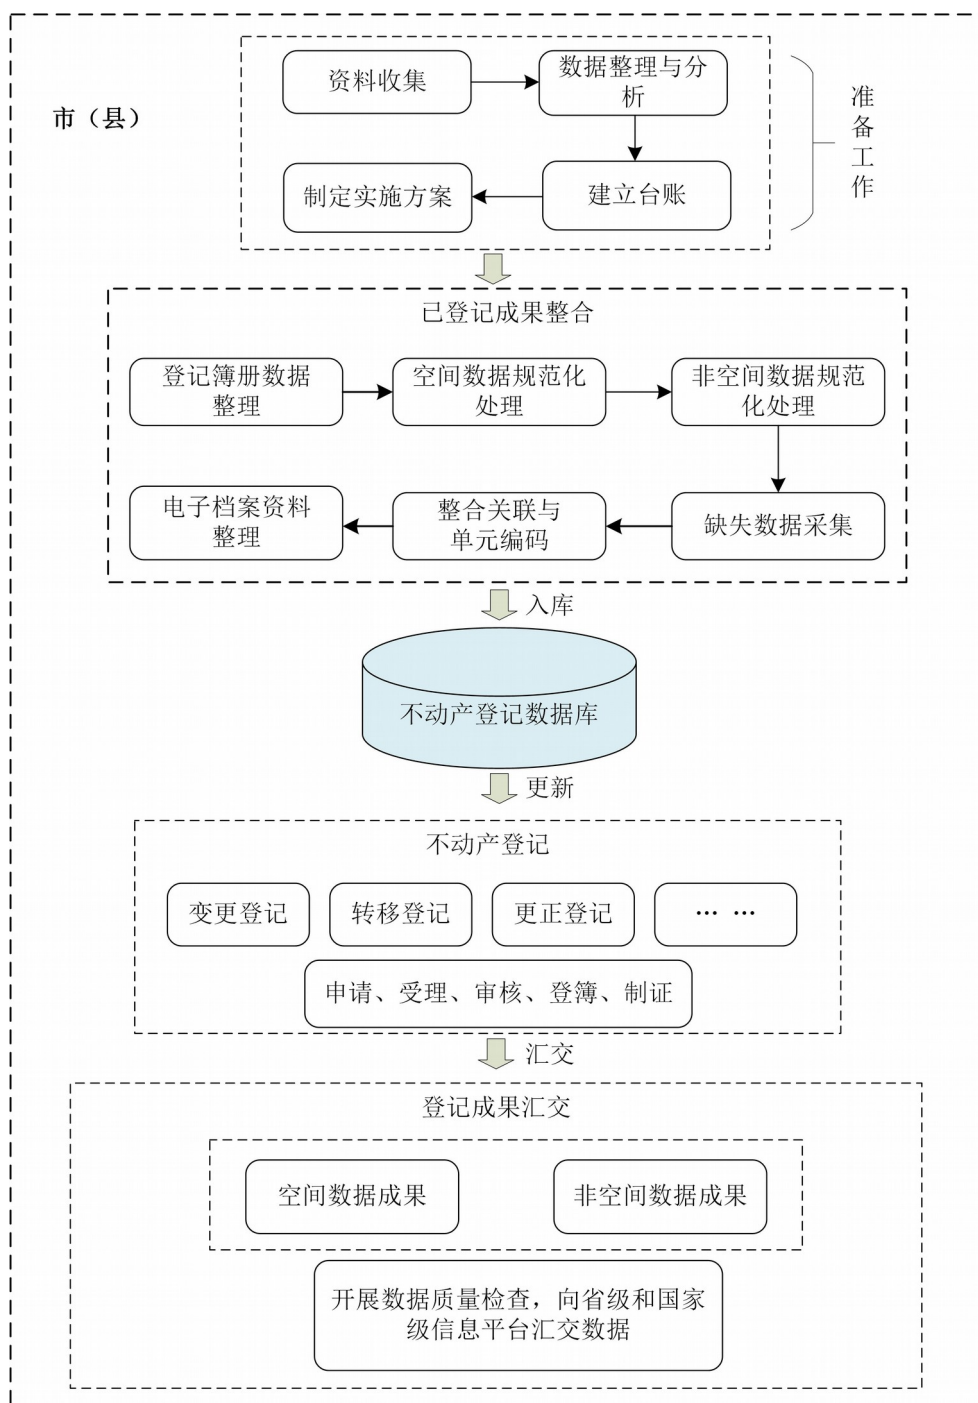 市（县）
资料收集
数据整理与分
析
准备工作
制定实施方案
建立台账
已登记成果整合
登记簿册数据
整理
空间数据规范化
处理
非空间数据规范
化处理
电子档案资料
整理
整合关联与
单元编码
缺失数据采集
入库
不动产登记数据库
更新
不动产登记
变更登记
转移登记
更正登记
… …
申请、受理、审核、登簿、制证
汇交
登记成果汇交
空间数据成果
非空间数据成果
开展数据质量检查，向省级和国家
级信息平台汇交数据